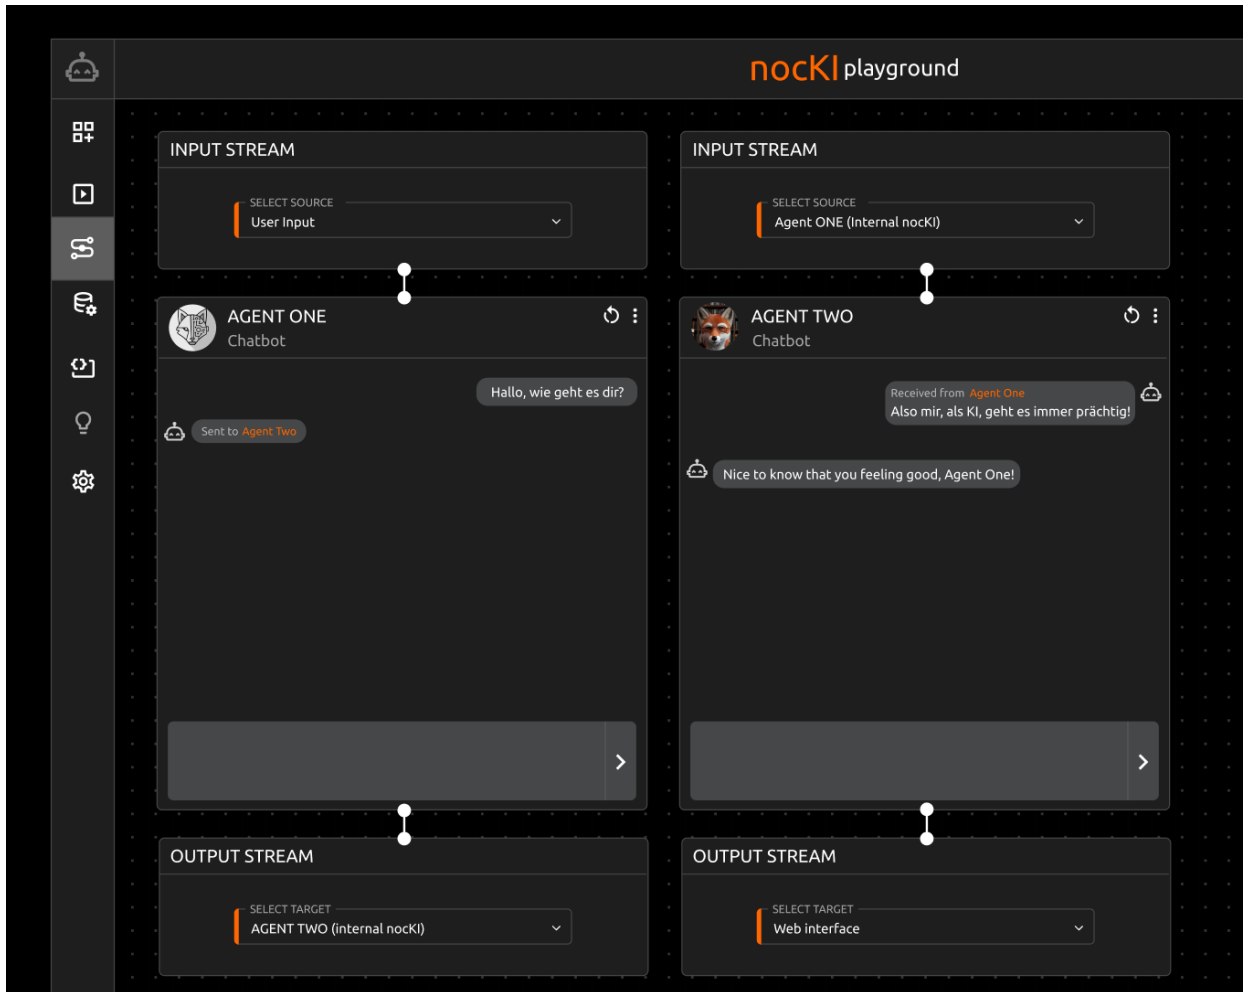 nocKI playground
INPUT STREAM
SELECT SOURCE
User Input
AGENT ONE
Chatbot
Hallo, wie geht es dir?
Sent to Agent Two
OUTPUT STREAM
SELECT TARGET
AGENT TWO (internal nocKI)
INPUT STREAM
SELECT SOURCE
Agent ONE (Internal nocKI)
AGENT TWO
Chatbot
Received from Agent One
Also mir, als KI, geht es immer prächtig!
Nice to know that you feeling good, Agent One!
OUTPUT STREAM
SELECT TARGET
Web interface